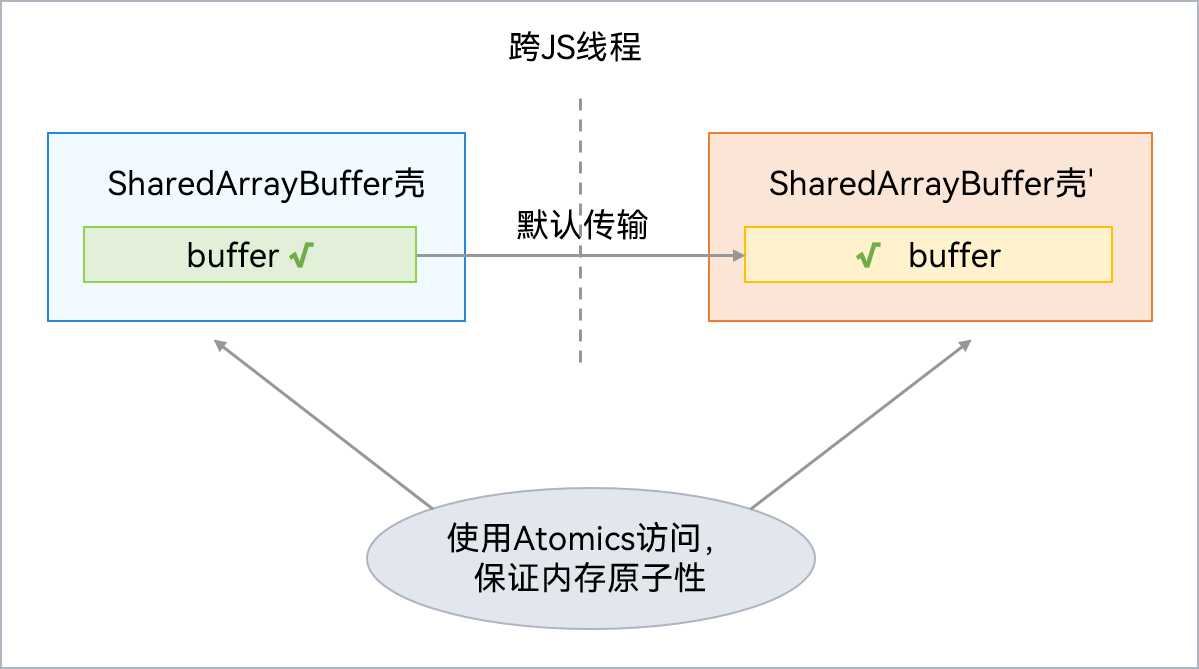 跨JS线程
SharedArrayBuffer壳
SharedArrayBuffer壳'
默认传输
buffer √
√ buffer
使用Atomics访问，
保证内存原子性